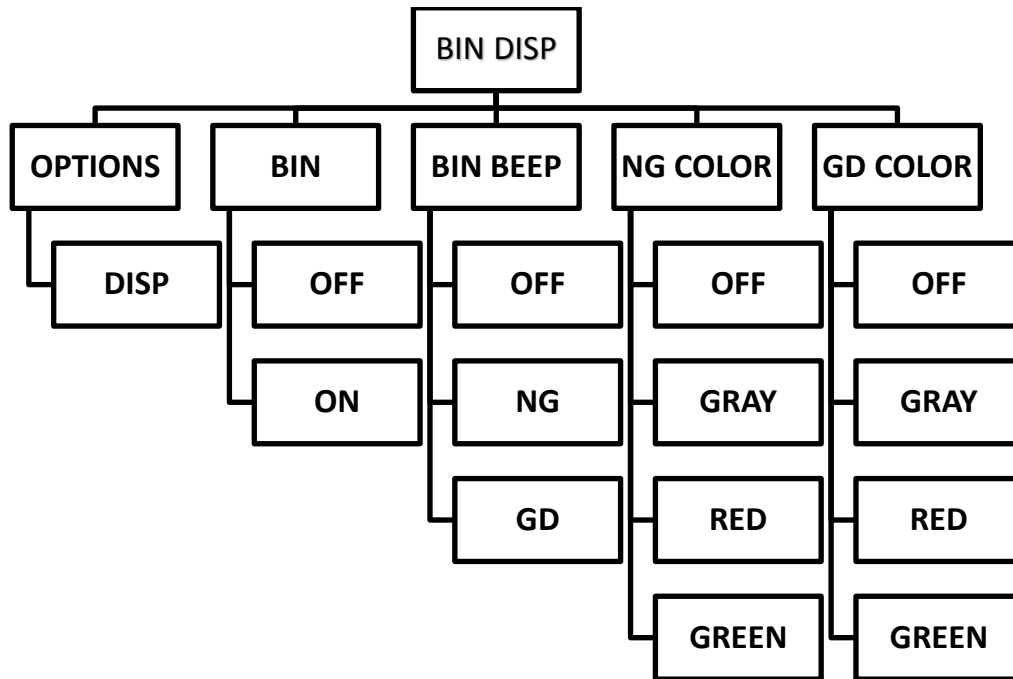 BIN DISP
OPTIONS
BIN
BIN BEEP
NG COLOR
GD COLOR
DISP
OFF
OFF
OFF
OFF
ON
NG
GRAY
GRAY
GD
RED
RED
GREEN
GREEN